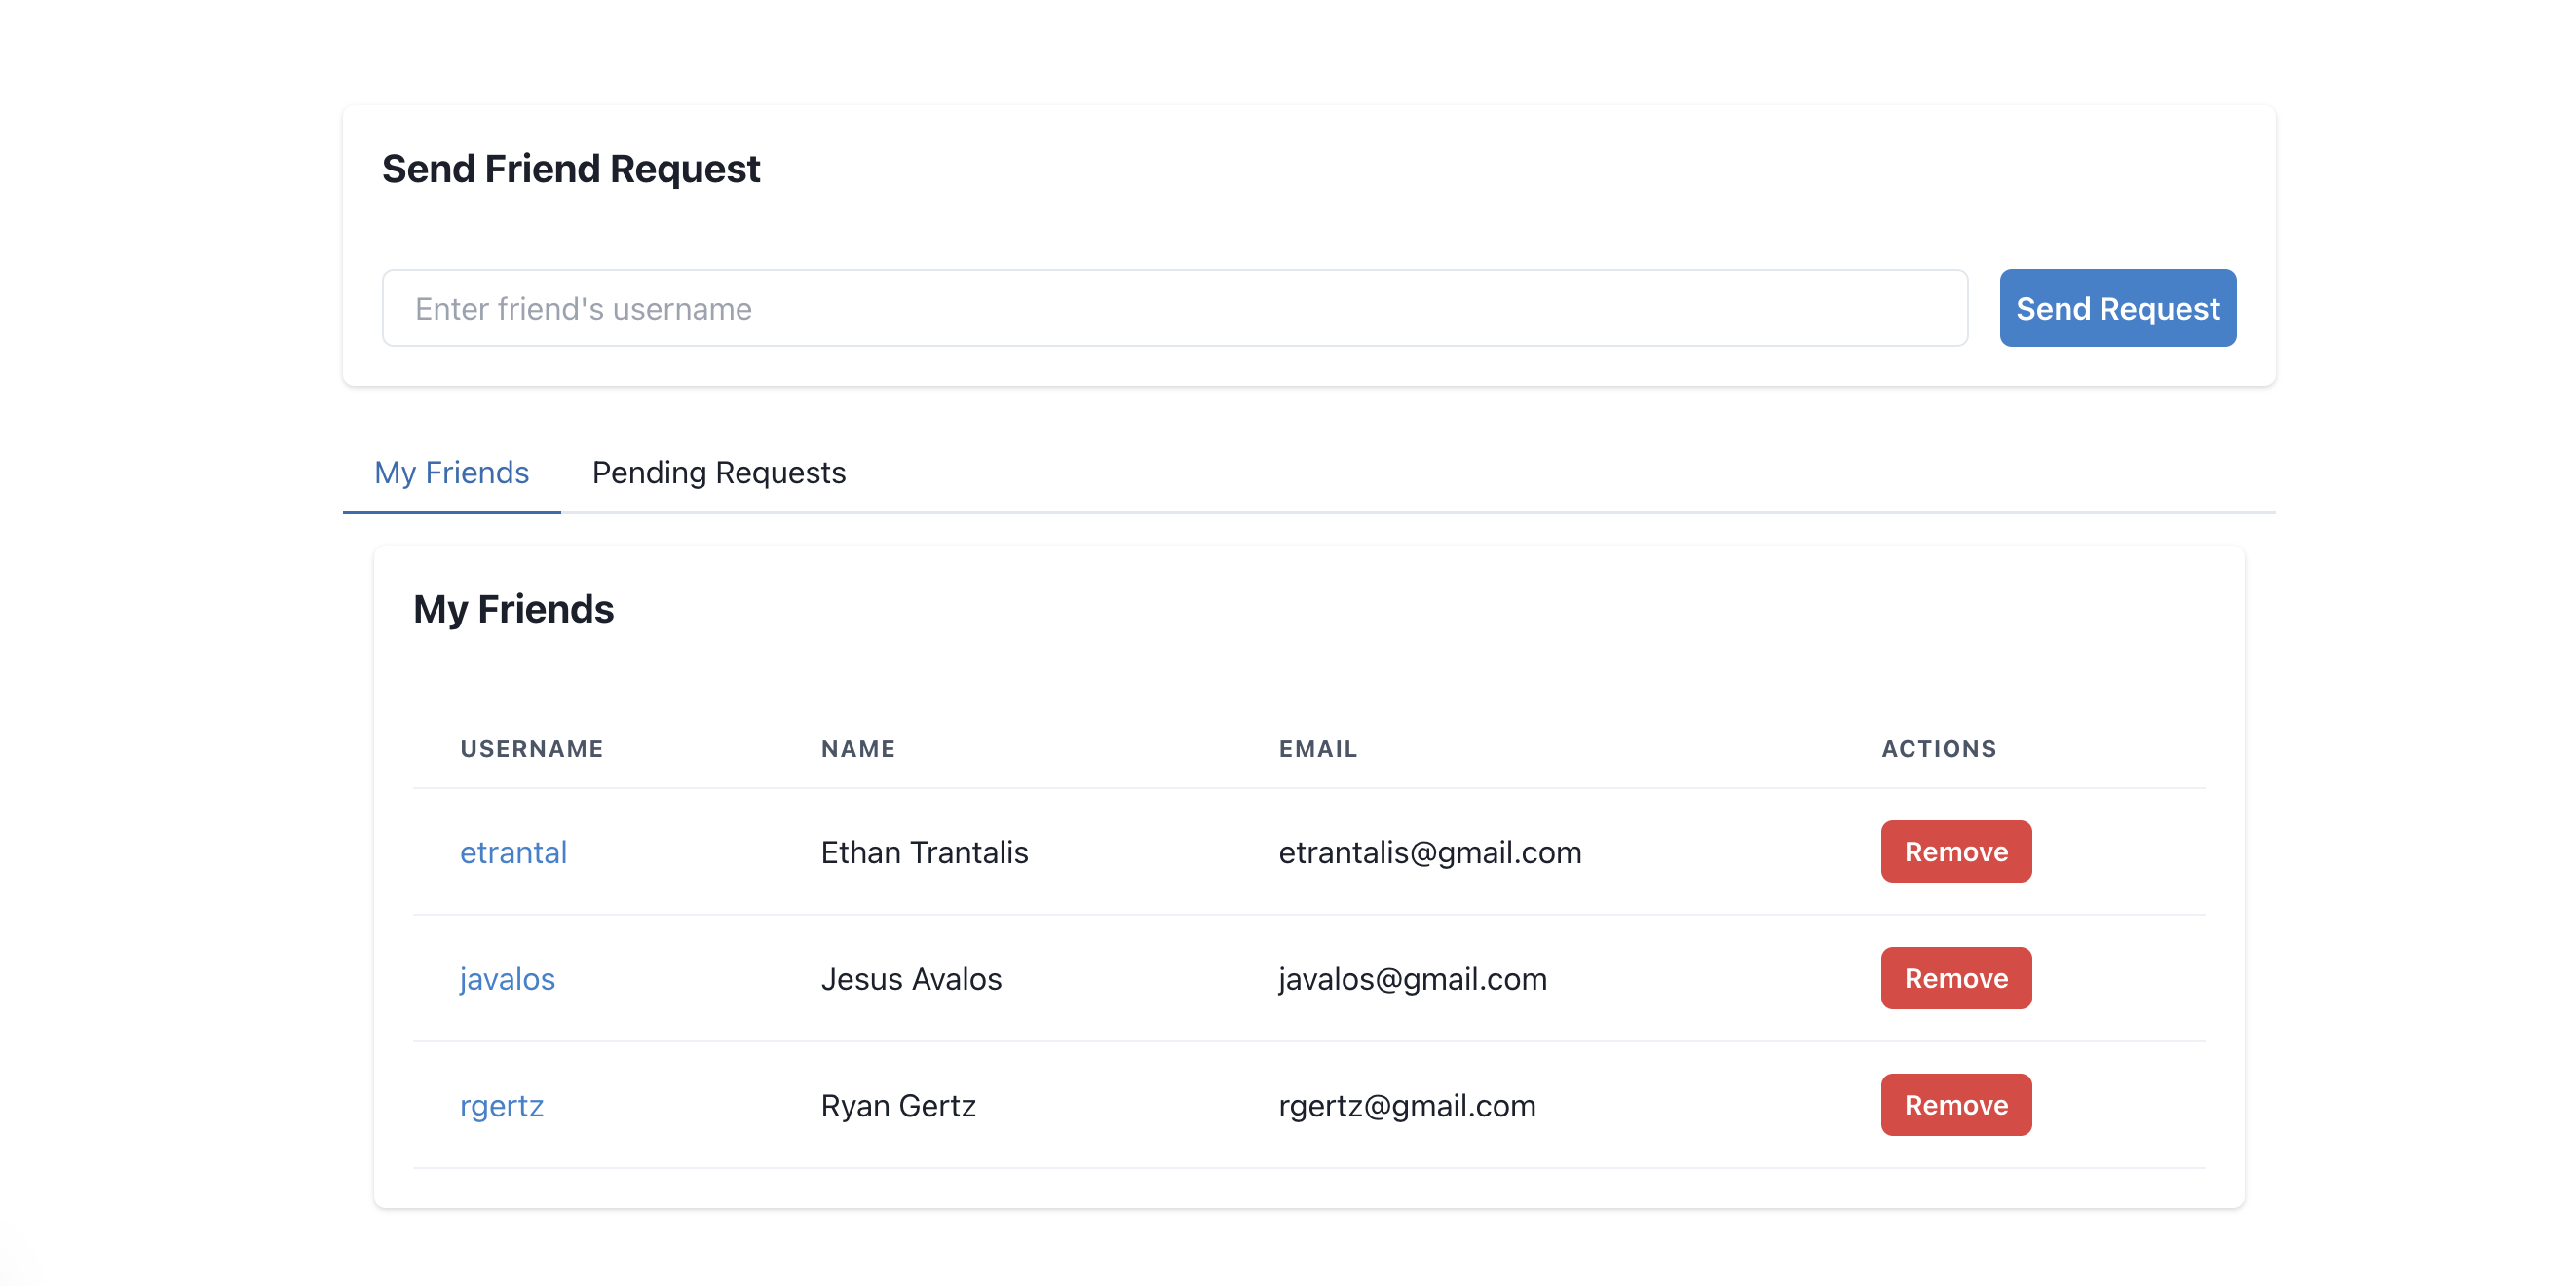 Send Friend Request
Enter friend's username
Send Request
My Friends Pending Requests
My Friends
USERNAME NAME EMAIL ACTIONS
etrantal Ethan Trantalis etrantalis@gmail.com Remove
javalos Jesus Avalos javalos@gmail.com Remove
rgertz Ryan Gertz rgertz@gmail.com Remove